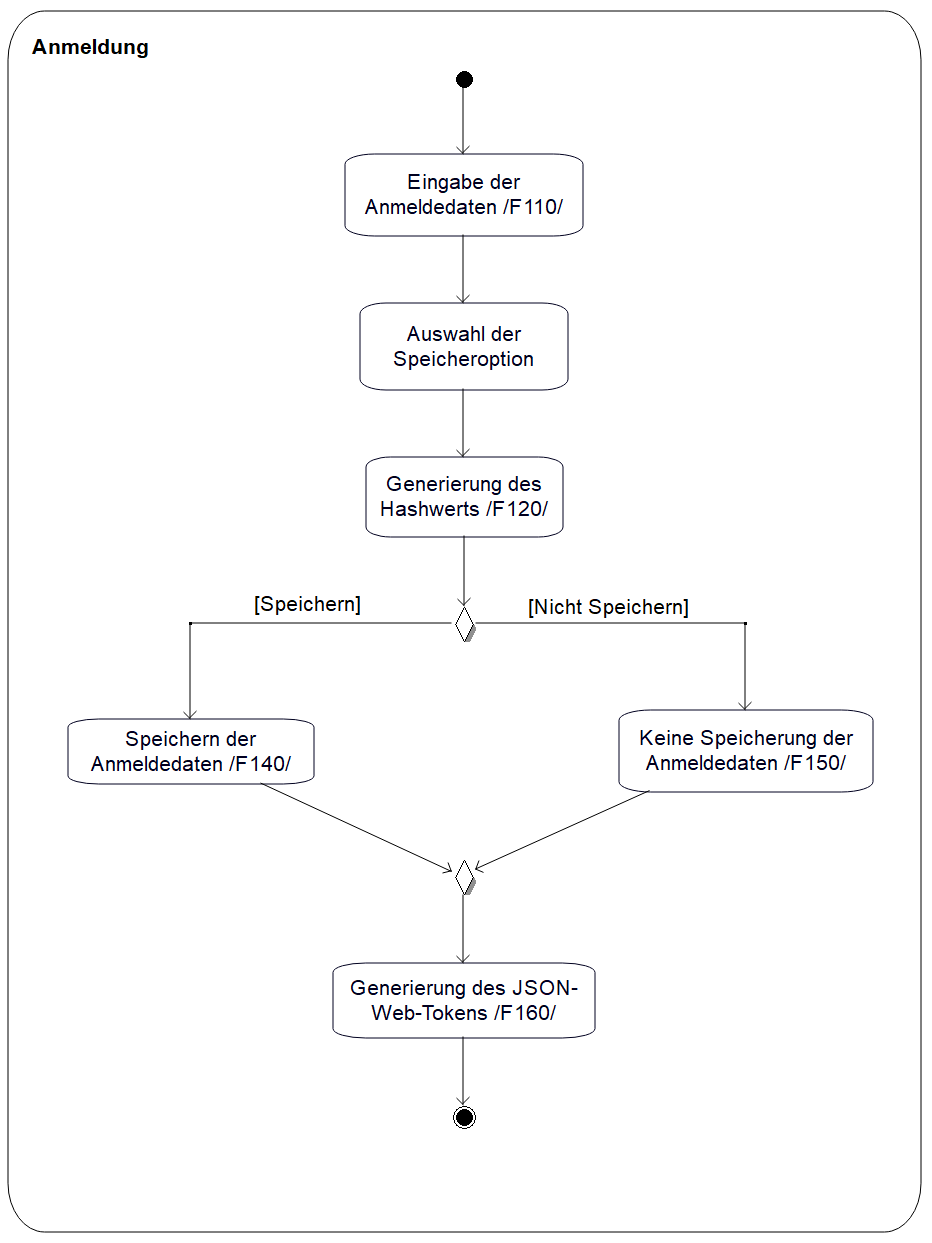 Anmeldung
Eingabe der
Anmeldedaten /F110/
Auswahl der
Speicheroption
Generierung des
Hashwerts /F120/
[Speichern]
[Nicht Speichern]
Speichern der
Anmeldedaten /F140/
Keine Speicherung der
Anmeldedaten /F150/
Generierung des JSON-
Web-Tokens /F160/